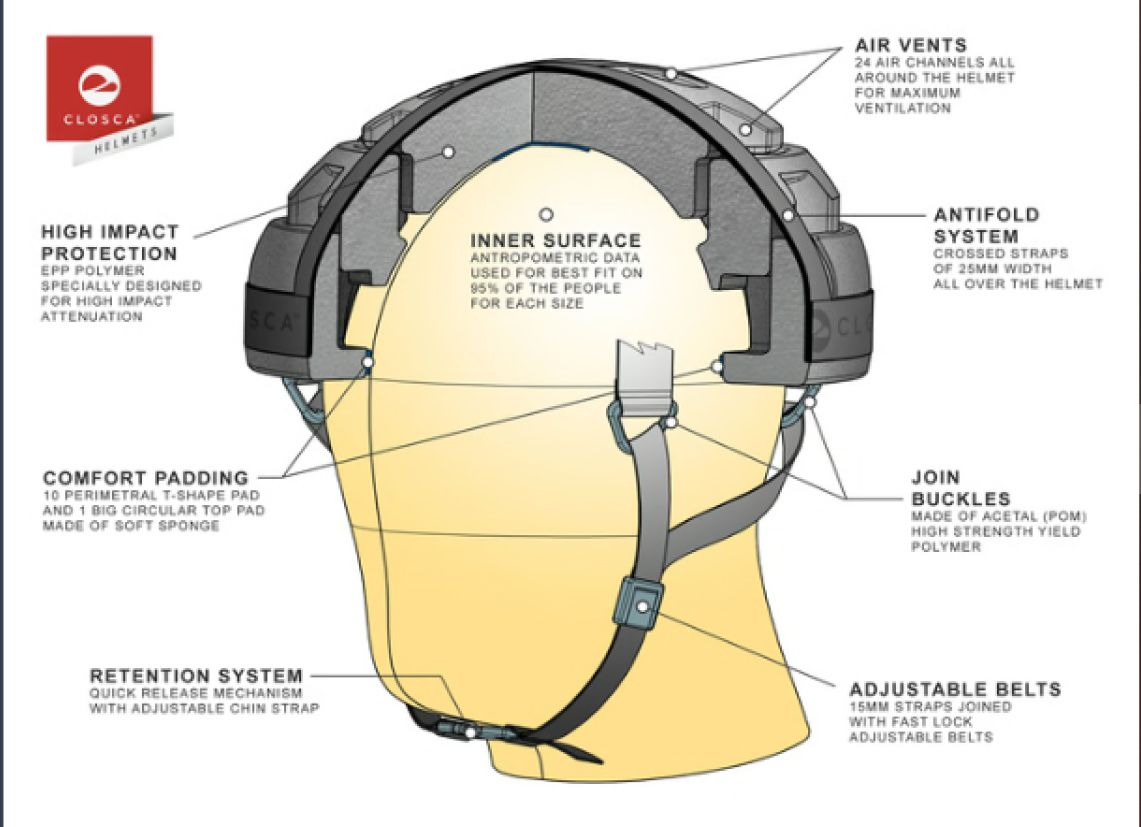 CLOSCA
HELMETS
AIR VENTS
24 AIR CHANNELS ALL
AROUND THE HELMET
FOR MAXIMUM
VENTILATION
HIGH IMPACT
PROTECTION
EPP POLYMER
SPECIALLY DESIGNED
FOR HIGH IMPACT
ATTENUATION
INNER SURFACE
ANTROPOMETRIC DATA
USED FOR BEST FIT ON
95% OF THE PEOPLE
FOR EACH SIZE
ANTIFOLD
SYSTEM
CROSSED STRAPS
OF 25MM WIDTH
ALL OVER THE HELMET
SCA
CLO
COMFORT PADDING
10 PERIMETRAL T-SHAPE PAD
AND 1 BIG CIRCULAR TOP PAD
MADE OF SOFT SPONGE
JOIN
BUCKLES
MADE OF ACETAL (POM)
HIGH STRENGTH YIELD
POLYMER
RETENTION SYSTEM
QUICK RELEASE MECHANISM
WITH ADJUSTABLE CHIN STRAP
ADJUSTABLE BELTS
15MM STRAPS JOINED
WITH FAST LOCK
ADJUSTABLE BELTS